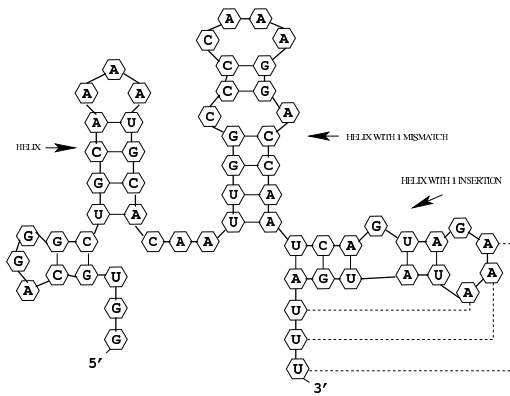 A A
C A
A C G
A A C G
C A
A U
G C HELIX WITH 1 MISMATCH
HELIX C G
G C
G C HELIX WITH 1 INSERTION
U A
U A U A
G G C C A A U C A G U A G A
G
A C G U A G U A U A
A
G U
G U
5’ U
3’